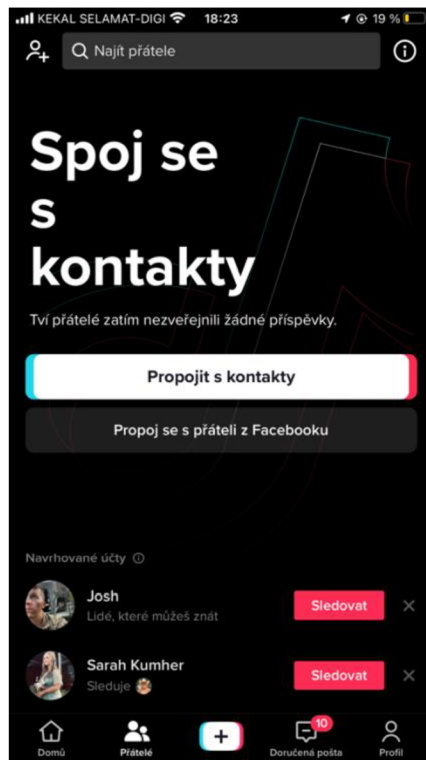 KEKAL SELAMAT-DIGI 18:23 19 %
Najít přátele
Spoj se
s
kontakty
Tví přátelé zatím nezveřejnili žádné příspěvky.
Propojit s kontakty
Propoj se s přáteli z Facebooku
Navrhované účty
Josh
Lidé, které můžeš znát
Sledovat
Sarah Kumher
Sleduje
Sledovat
10
Domů Přátelé Doručená pošta Profil